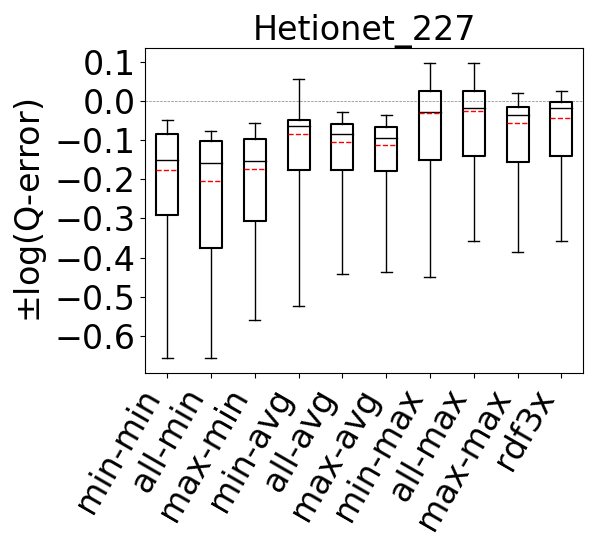 Hetionet_227
±log(Q-error)
0.1
0.0
−0.1
−0.2
−0.3
−0.4
−0.5
−0.6
min-min
all-min
max-min
min-avg
all-avg
max-avg
min-max
all-max
max-max
rdf3x